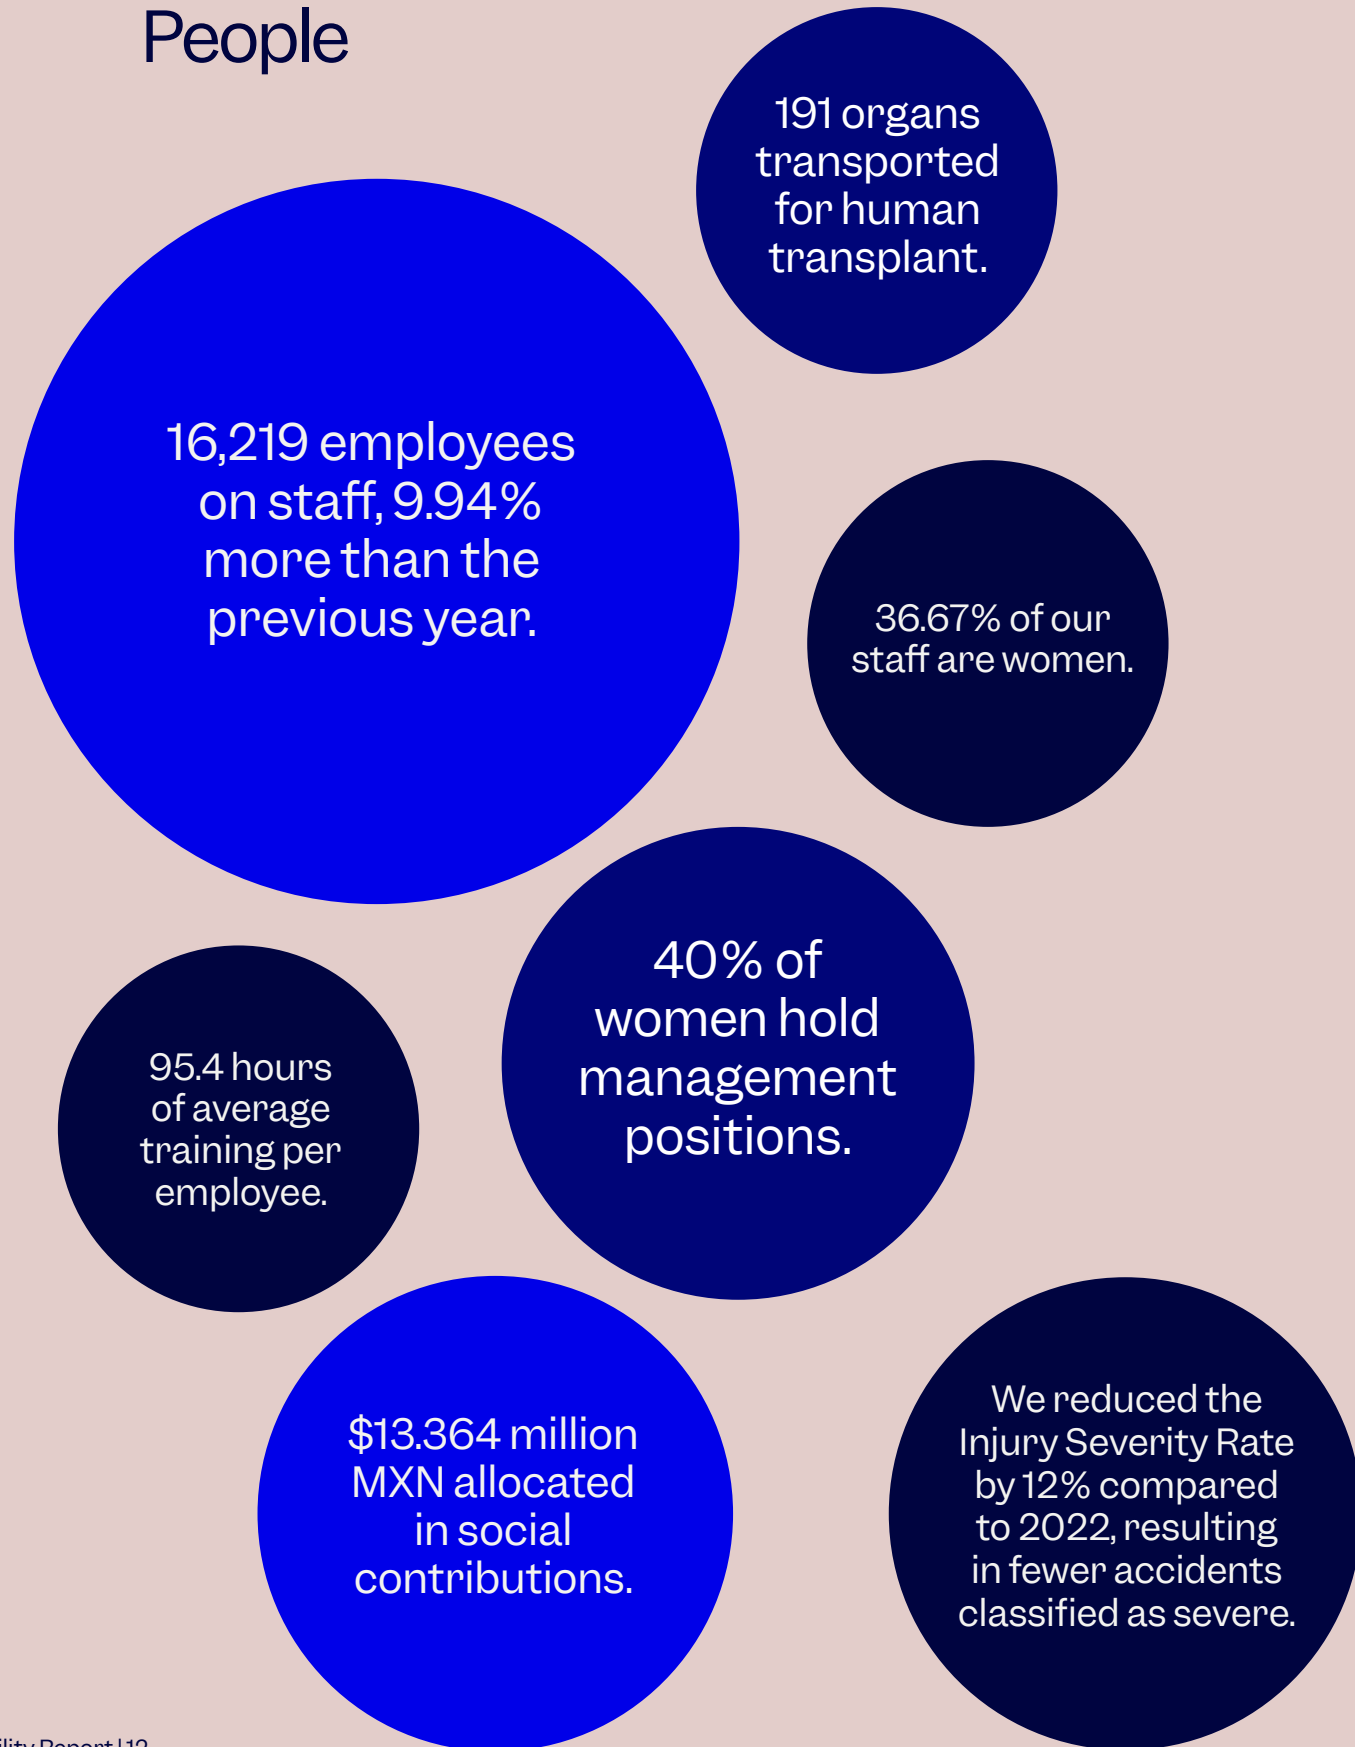 People
191 organs
transported
for human
transplant.
16,219 employees
on staff, 9.94%
more than the
previous year.
36.67% of our
staff are women.
40% of
women hold
management
positions.
95.4 hours
of average
training per
employee.
$13.364 million
MXN allocated
in social
contributions.
We reduced the
Injury Severity Rate
by 12% compared
to 2022, resulting
in fewer accidents
classified as severe.
Report | 12